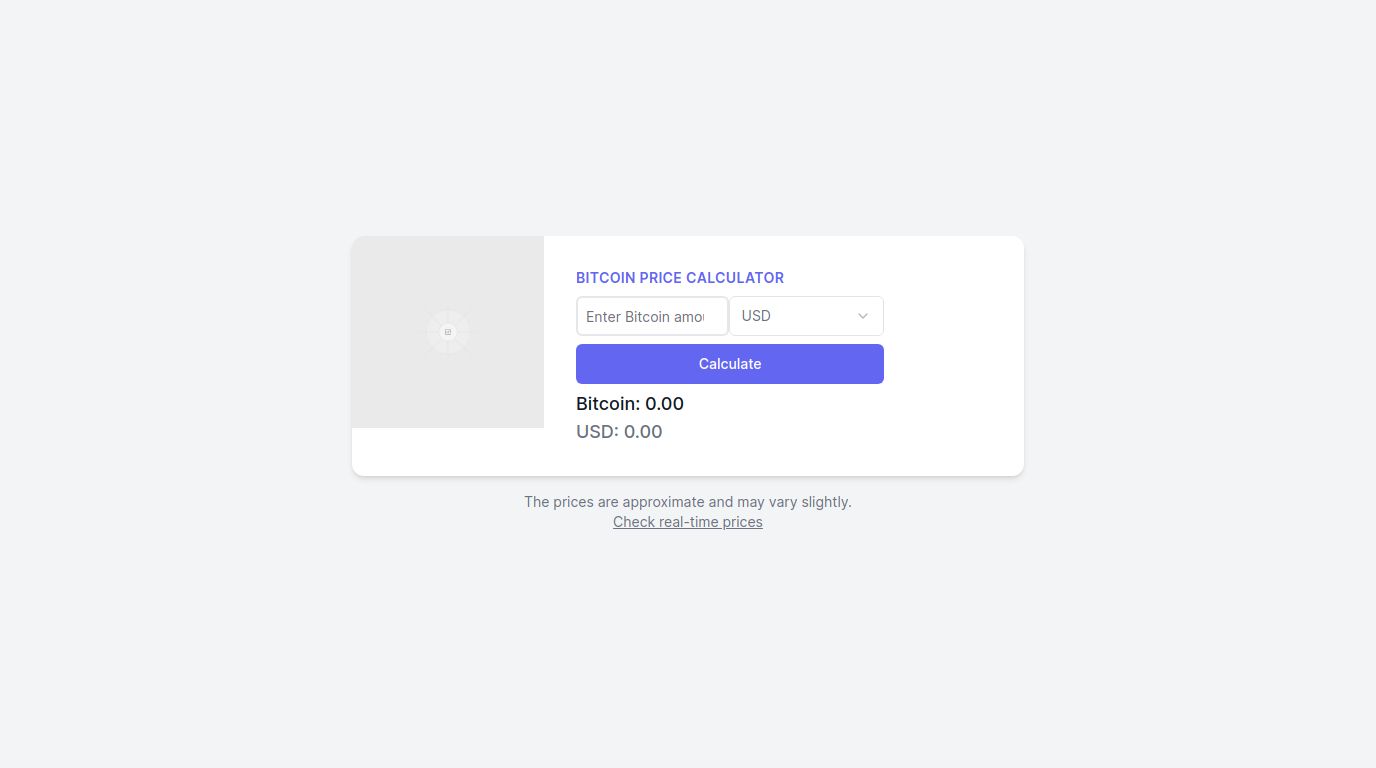 BITCOIN PRICE CALCULATOR
Enter Bitcoin amou
USD
Calculate
Bitcoin: 0.00
USD: 0.00
The prices are approximate and may vary slightly.
Check real-time prices